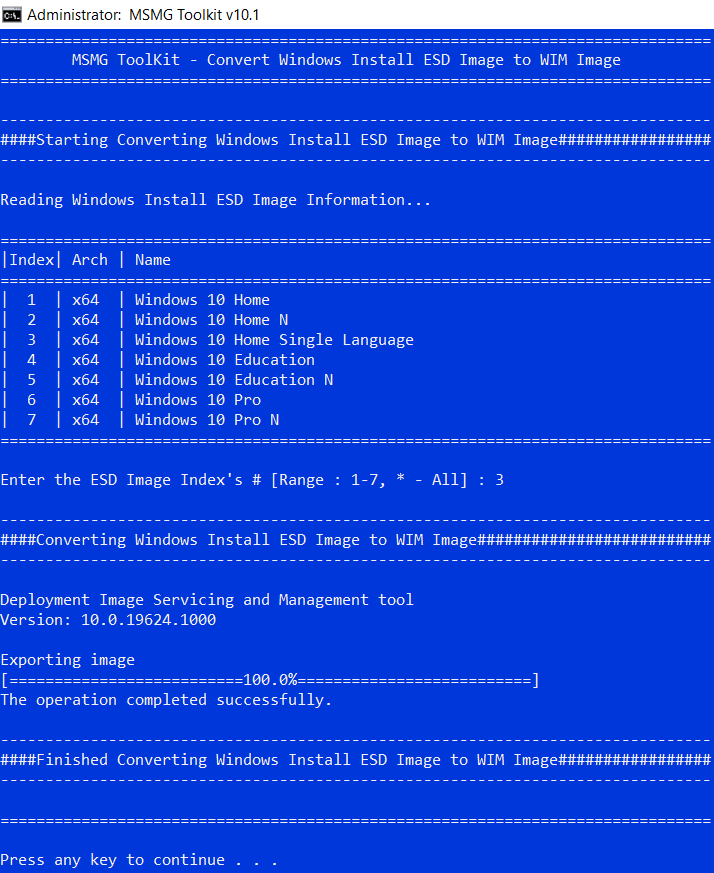 Administrator:  MSMG Toolkit v10.1
===============================================================================
        MSMG ToolKit - Convert Windows Install ESD Image to WIM Image
===============================================================================
-------------------------------------------------------------------------------
####Starting Converting Windows Install ESD Image to WIM Image#################
-------------------------------------------------------------------------------
Reading Windows Install ESD Image Information...
===============================================================================
|Index| Arch | Name
===============================================================================
|  1  | x64  | Windows 10 Home
|  2  | x64  | Windows 10 Home N
|  3  | x64  | Windows 10 Home Single Language
|  4  | x64  | Windows 10 Education
|  5  | x64  | Windows 10 Education N
|  6  | x64  | Windows 10 Pro
|  7  | x64  | Windows 10 Pro N
===============================================================================
Enter the ESD Image Index's # [Range : 1-7, * - All] : 3
-------------------------------------------------------------------------------
####Converting Windows Install ESD Image to WIM Image##########################
-------------------------------------------------------------------------------
Deployment Image Servicing and Management tool
Version: 10.0.19624.1000
Exporting image
[==========================100.0%==========================]
The operation completed successfully.
-------------------------------------------------------------------------------
####Finished Converting Windows Install ESD Image to WIM Image#################
-------------------------------------------------------------------------------
===============================================================================
Press any key to continue . . .